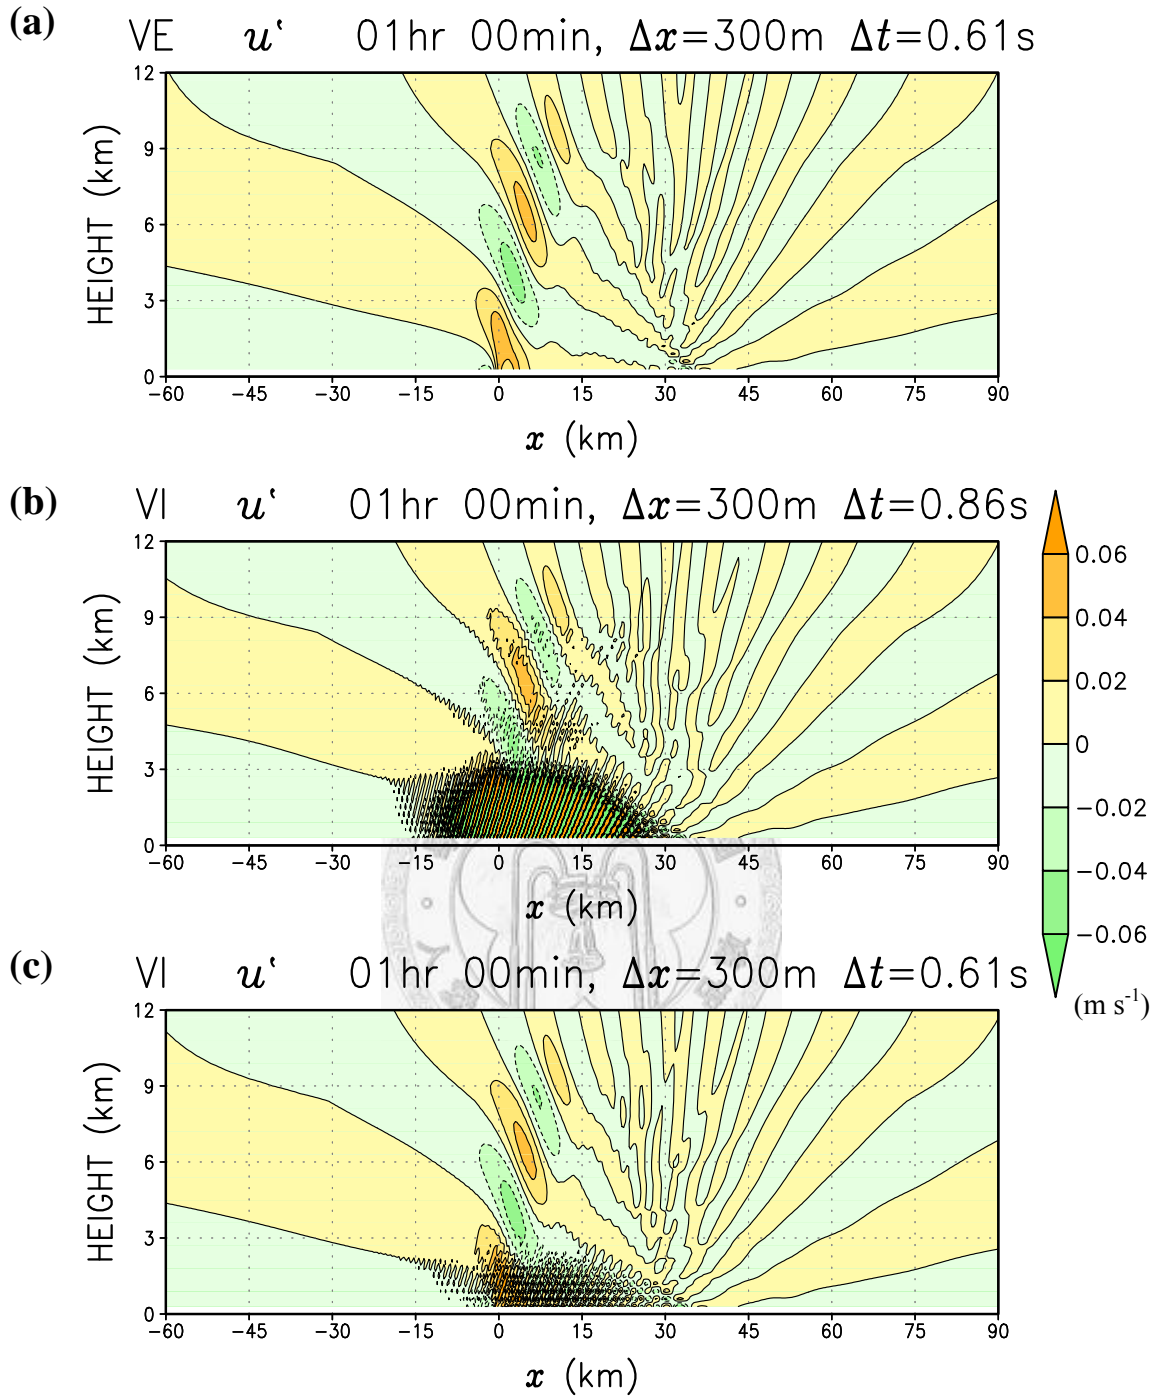 (a) VE u‘ 01hr 00min, Δx=300m Δt=0.61s
12
9
6
3
0
HEIGHT (km)
−60 −45 −30 −15 0 15 30 45 60 75 90
x (km)
(b) VI u‘ 01hr 00min, Δx=300m Δt=0.86s
12
9
6
3
0
HEIGHT (km)
−60 −45 −30 −15 0 15 30 45 60 75 90
x (km)
0.06
0.04
0.02
0
−0.02
−0.04
−0.06
(m s⁻¹)
(c) VI u‘ 01hr 00min, Δx=300m Δt=0.61s
12
9
6
3
0
HEIGHT (km)
−60 −45 −30 −15 0 15 30 45 60 75 90
x (km)